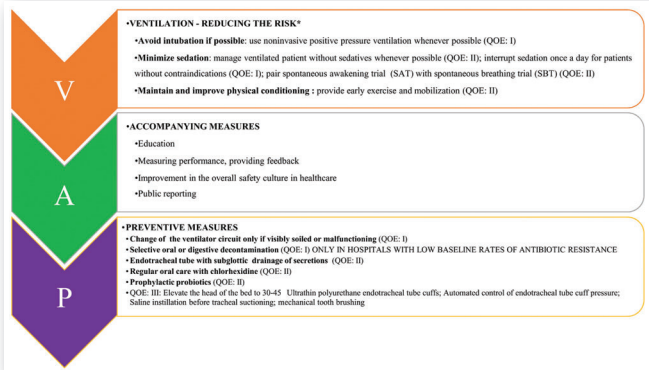 V
•VENTILATION - REDUCING THE RISK*
•Avoid intubation if possible: use noninvasive positive pressure ventilation whenever possible (QOE: I)
•Minimize sedation: manage ventilated patient without sedatives whenever possible (QOE: II); interrupt sedation once a day for patients
without contraindications (QOE: I); pair spontaneous awakening trial (SAT) with spontaneous breathing trial (SBT) (QOE: II)
•Maintain and improve physical conditioning : provide early exercise and mobilization (QOE: II)
A
•ACCOMPANYING MEASURES
•Education
•Measuring performance, providing feedback
•Improvement in the overall safety culture in healthcare
•Public reporting
P
•PREVENTIVE MEASURES
•Change of the ventilator circuit only if visibly soiled or malfunctioning (QOE: I)
•Selective oral or digestive decontamination (QOE: I) ONLY IN HOSPITALS WITH LOW BASELINE RATES OF ANTIBIOTIC RESISTANCE
•Endotracheal tube with subglottic drainage of secretions (QOE: II)
•Regular oral care with chlorhexidine (QOE: II)
•Prophylactic probiotics (QOE: II)
•QOE: III: Elevate the head of the bed to 30-45 Ultrathin polyurethane endotracheal tube cuffs; Automated control of endotracheal tube cuff pressure;
Saline instillation before tracheal suctioning; mechanical tooth brushing